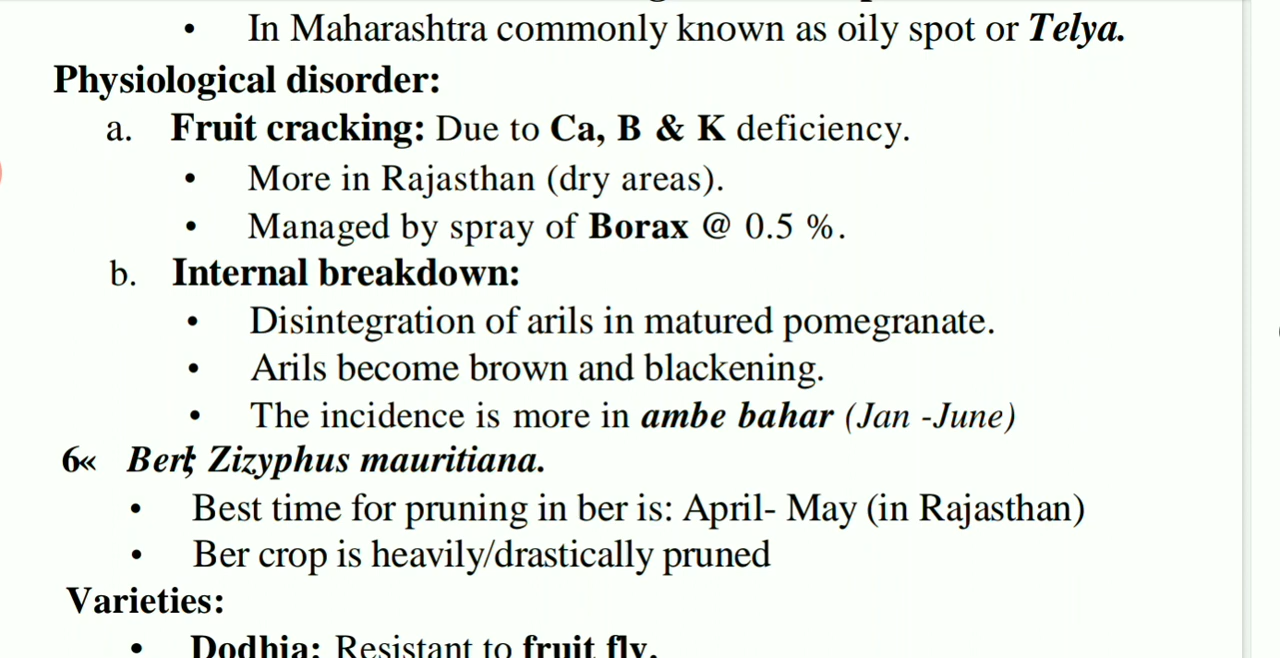 • In Maharashtra commonly known as oily spot or Telya.
Physiological disorder:
a. Fruit cracking: Due to Ca, B & K deficiency.
• More in Rajasthan (dry areas).
• Managed by spray of Borax @ 0.5 %.
b. Internal breakdown:
• Disintegration of arils in matured pomegranate.
• Arils become brown and blackening.
• The incidence is more in ambe bahar (Jan -June)
6« Ber; Zizyphus mauritiana.
• Best time for pruning in ber is: April- May (in Rajasthan)
• Ber crop is heavily/drastically pruned
Varieties:
• Dodhia: Resistant to fruit fly.